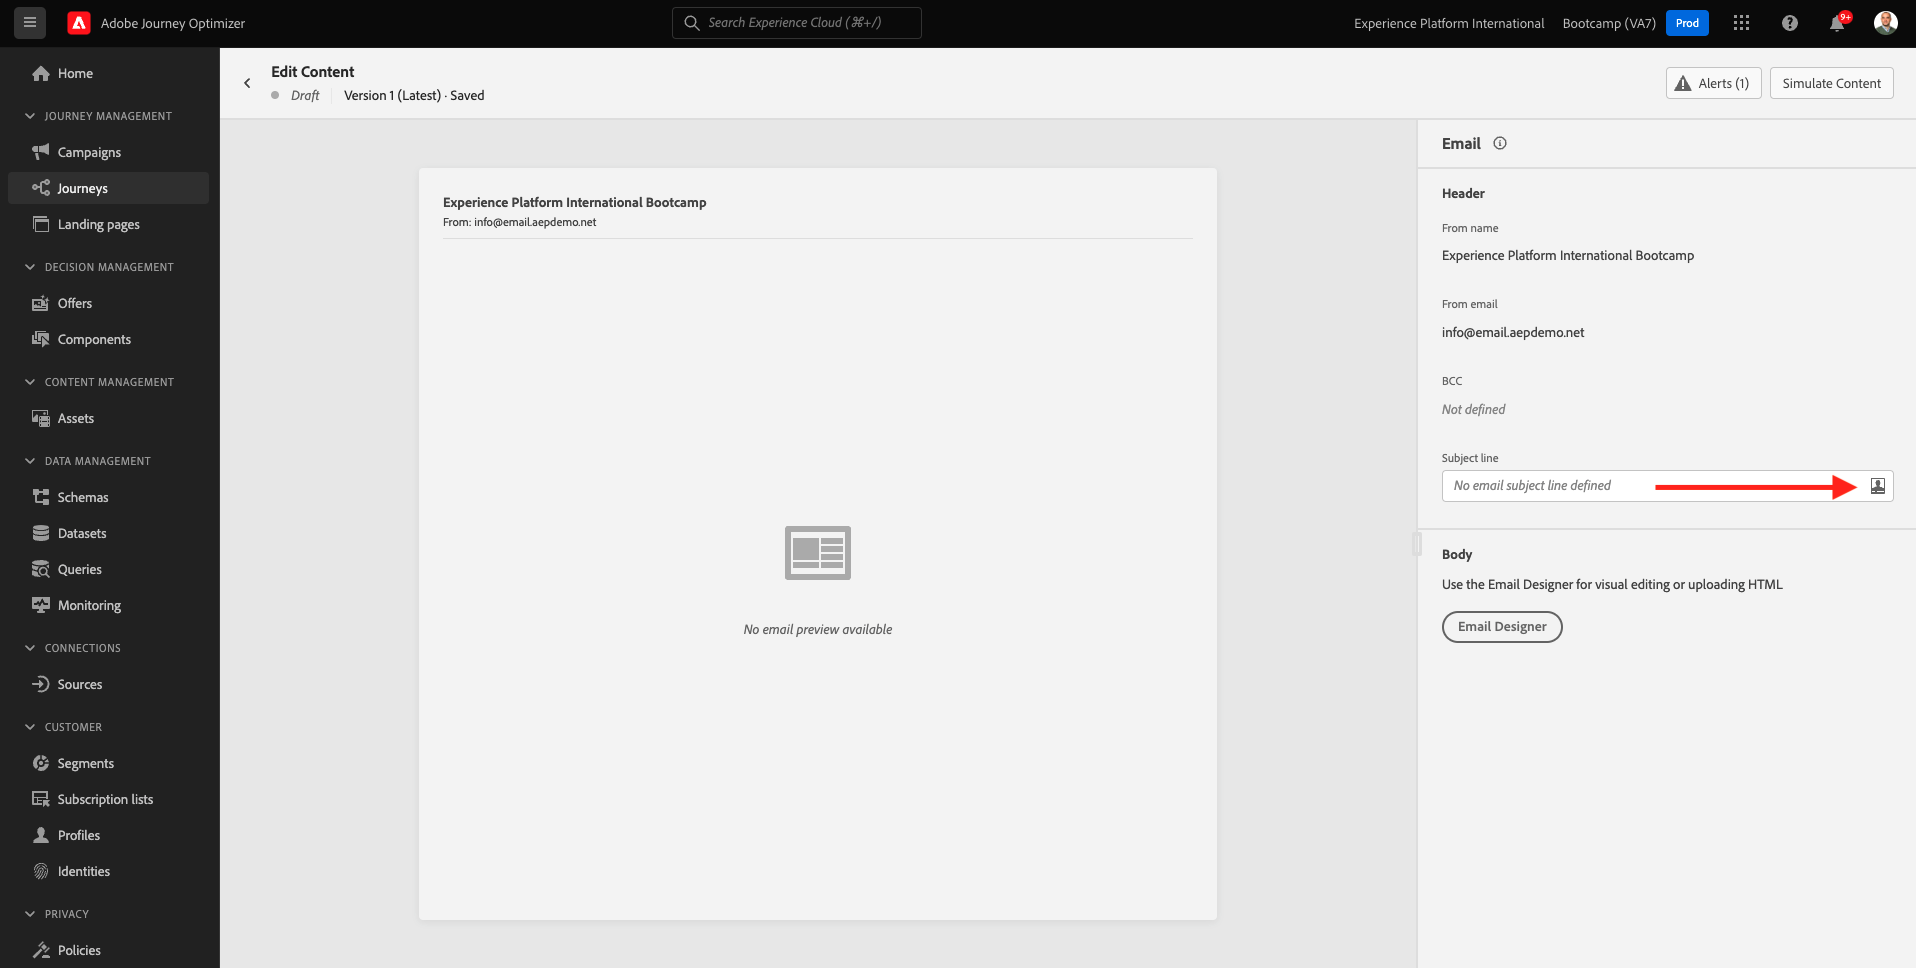 Adobe Journey Optimizer
Search Experience Cloud (⌘+/)
Experience Platform International Bootcamp (VA7)
Prod
9+
Home
JOURNEY MANAGEMENT
Campaigns
Journeys
Landing pages
DECISION MANAGEMENT
Offers
Components
CONTENT MANAGEMENT
Assets
DATA MANAGEMENT
Schemas
Datasets
Queries
Monitoring
CONNECTIONS
Sources
CUSTOMER
Segments
Subscription lists
Profiles
Identities
PRIVACY
Policies
Edit Content
Draft
Version 1 (Latest) · Saved
Alerts (1)
Simulate Content
Experience Platform International Bootcamp
From: info@email.aepdemo.net
No email preview available
Email
Header
From name
Experience Platform International Bootcamp
From email
info@email.aepdemo.net
BCC
Not defined
Subject line
No email subject line defined
Body
Use the Email Designer for visual editing or uploading HTML
Email Designer